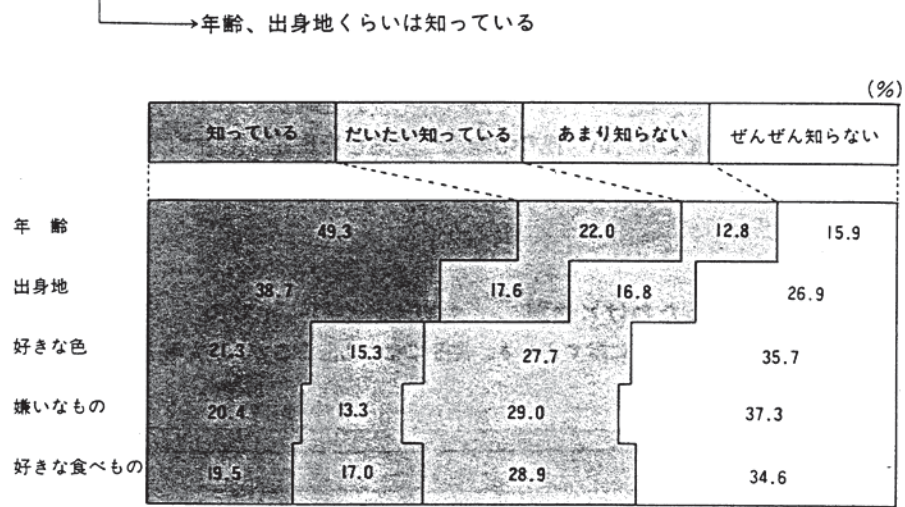 年齢、出身地くらいは知っている
(%)
知っている だいたい知っている あまり知らない ぜんぜん知らない
年 齢 49.3 22.0 12.8 15.9
出身地 38.7 17.6 16.8 26.9
好きな色 21.3 15.3 27.7 35.7
嫌いなもの 20.4 13.3 29.0 37.3
好きな食べもの 19.5 17.0 28.9 34.6